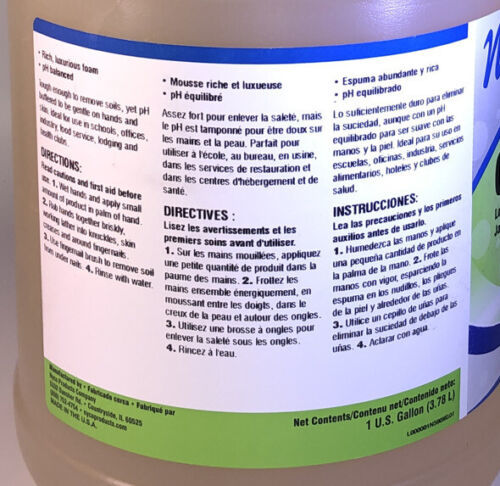 • Rich, luxurious foam
• pH balanced
Tough enough to remove soils, yet pH
buffered to be gentle on hands and
skin. Ideal for use in schools, offices,
industry, food service, lodging and
health clubs.
DIRECTIONS:
Read cautions and first aid before
use. 1. Wet hands and apply small
amount of product in palm of hand.
2. Rub hands together briskly,
working lather into knuckles, skin
creases and around fingernails.
3. Use fingernail brush to remove soil
from under nails. 4. Rinse with water.
• Mousse riche et luxueuse
• pH équilibré
Assez fort pour enlever la saleté, mais
le pH est tamponné pour être doux sur
les mains et la peau. Parfait pour
utiliser à l'école, au bureau, en usine,
dans les services de restauration et
dans les centres d'hébergement et de
santé.
DIRECTIVES :
Lisez les avertissements et les
premiers soins avant d'utiliser.
1. Sur les mains mouillées, appliquez
une petite quantité de produit dans la
paume des mains. 2. Frottez les
mains ensemble énergiquement, en
moussant entre les doigts, dans le
creux de la peau et autour des ongles.
3. Utilisez une brosse à ongles pour
enlever la saleté sous les ongles.
4. Rincez à l'eau.
• Espuma abundante y rica
• pH equilibrado
Lo suficientemente duro para eliminar
la suciedad, aunque con un pH
equilibrado para ser suave con las
manos y la piel. Ideal para su uso en
escuelas, oficinas, industria, servicios
alimentarios, hoteles y clubes de
salud.
INSTRUCCIONES:
Lea las precauciones y los primeros
auxilios antes de usarlo.
1. Humedezca las manos y aplique
una pequeña cantidad de producto en
la palma de la mano. 2. Frote las
manos con vigor, esparciendo la
espuma en los nudillos, los pliegues
de la piel y alrededor de las uñas.
3. Utilice un cepillo de uñas para
eliminar la suciedad de debajo de las
uñas. 4. Aclarar con agua.
Manufactured by • Fabricado cerca • Fabriqué par
Products Company
Countryside, IL 60525
MADE IN THE U.S.A.
Net Contents/Contenu net/Contenido neto:
1 U.S. Gallon (3.78 L)